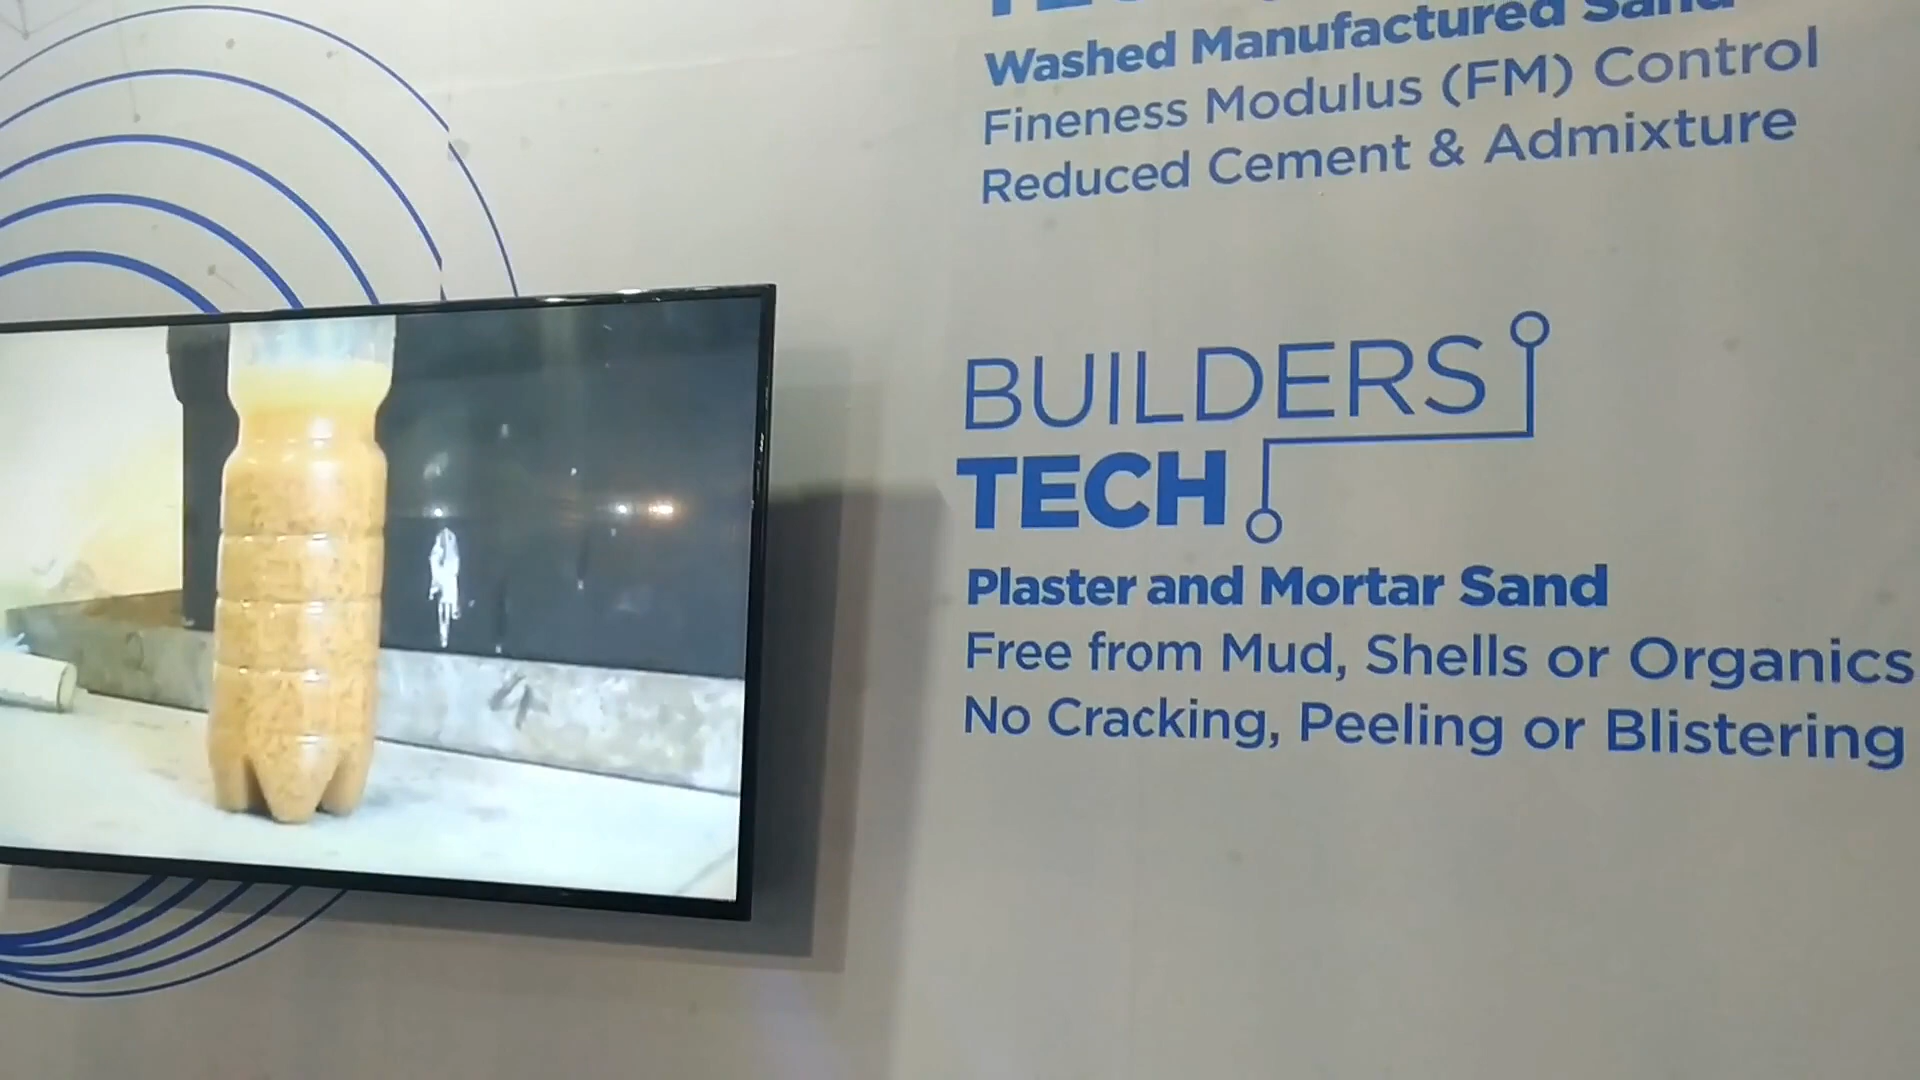 Washed Manufactured Sand
Fineness Modulus (FM) Control
Reduced Cement & Admixture
BUILDERS
TECH
Plaster and Mortar Sand
Free from Mud, Shells or Organics
No Cracking, Peeling or Blistering